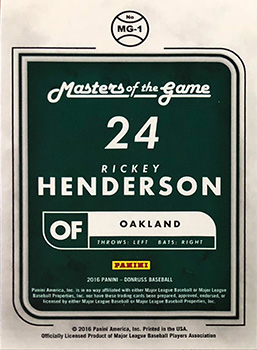 No
MG-1
Masters of the Game
24
RICKEY
HENDERSON
OF
OAKLAND
THROWS: LEFT BATS: RIGHT
PANINI
2016 PANINI - DONRUSS BASEBALL
Panini America, Inc. is in no way affiliated with either Major League Baseball or Major League
Baseball Properties, Inc. nor have these trading cards been prepared, approved, endorsed, or
licensed by either Major League Baseball or Major League Baseball Properties, Inc.
© 2016 Panini America, Inc. Printed in the USA.
Officially Licensed Product of Major League Baseball Players Association